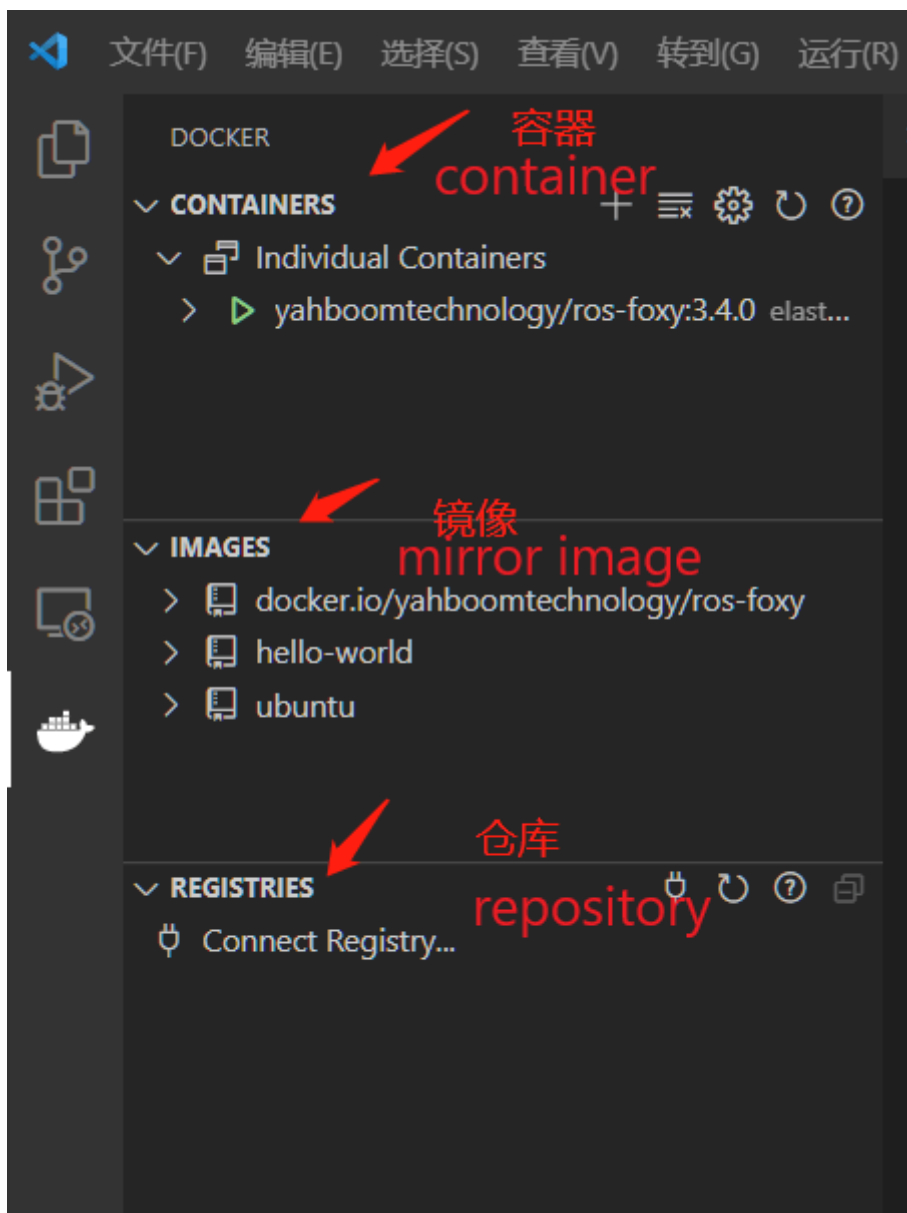 文件(F) 编辑(E) 选择(S) 查看(V) 转到(G) 运行(R)
DOCKER
容器
container
CONTAINERS
Individual Containers
yahboomtechnology/ros-foxy:3.4.0 elast...
镜像
mirror image
IMAGES
docker.io/yahboomtechnology/ros-foxy
hello-world
ubuntu
仓库
repository
REGISTRIES
Connect Registry...